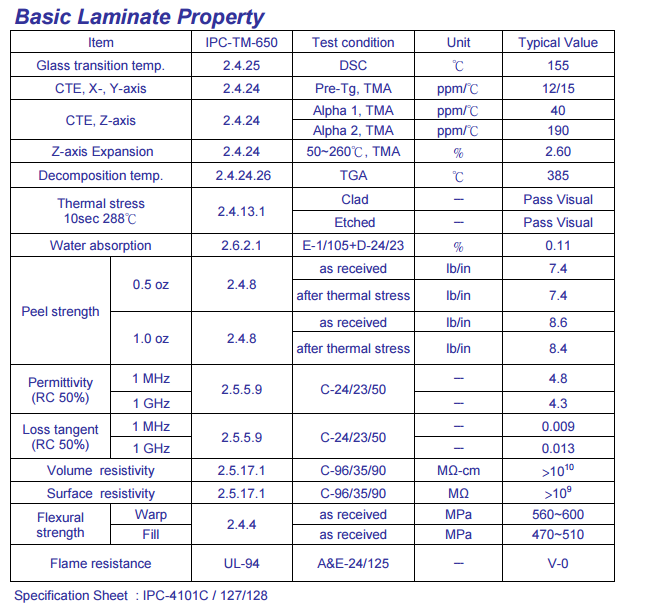 Basic Laminate Property
Item IPC-TM-650 Test condition Unit Typical Value
Glass transition temp. 2.4.25 DSC ℃ 155
CTE, X-, Y-axis 2.4.24 Pre-Tg, TMA ppm/℃ 12/15
CTE, Z-axis 2.4.24 Alpha 1, TMA ppm/℃ 40
Alpha 2, TMA ppm/℃ 190
Z-axis Expansion 2.4.24 50~260℃, TMA % 2.60
Decomposition temp. 2.4.24.26 TGA ℃ 385
Thermal stress
10sec 288℃
2.4.13.1 Clad — Pass Visual
Etched — Pass Visual
Water absorption 2.6.2.1 E-1/105+D-24/23 % 0.11
Peel strength 0.5 oz 2.4.8 as received lb/in 7.4
after thermal stress lb/in 7.4
1.0 oz 2.4.8 as received lb/in 8.6
after thermal stress lb/in 8.4
Permittivity
(RC 50%)
1 MHz 2.5.5.9 C-24/23/50 — 4.8
1 GHz — 4.3
Loss tangent
(RC 50%)
1 MHz 2.5.5.9 C-24/23/50 — 0.009
1 GHz — 0.013
Volume resistivity 2.5.17.1 C-96/35/90 MΩ-cm >10¹⁰
Surface resistivity 2.5.17.1 C-96/35/90 MΩ >10⁹
Flexural
strength
Warp 2.4.4 as received MPa 560~600
Fill as received MPa 470~510
Flame resistance UL-94 A&E-24/125 — V-0
Specification Sheet : IPC-4101C / 127/128